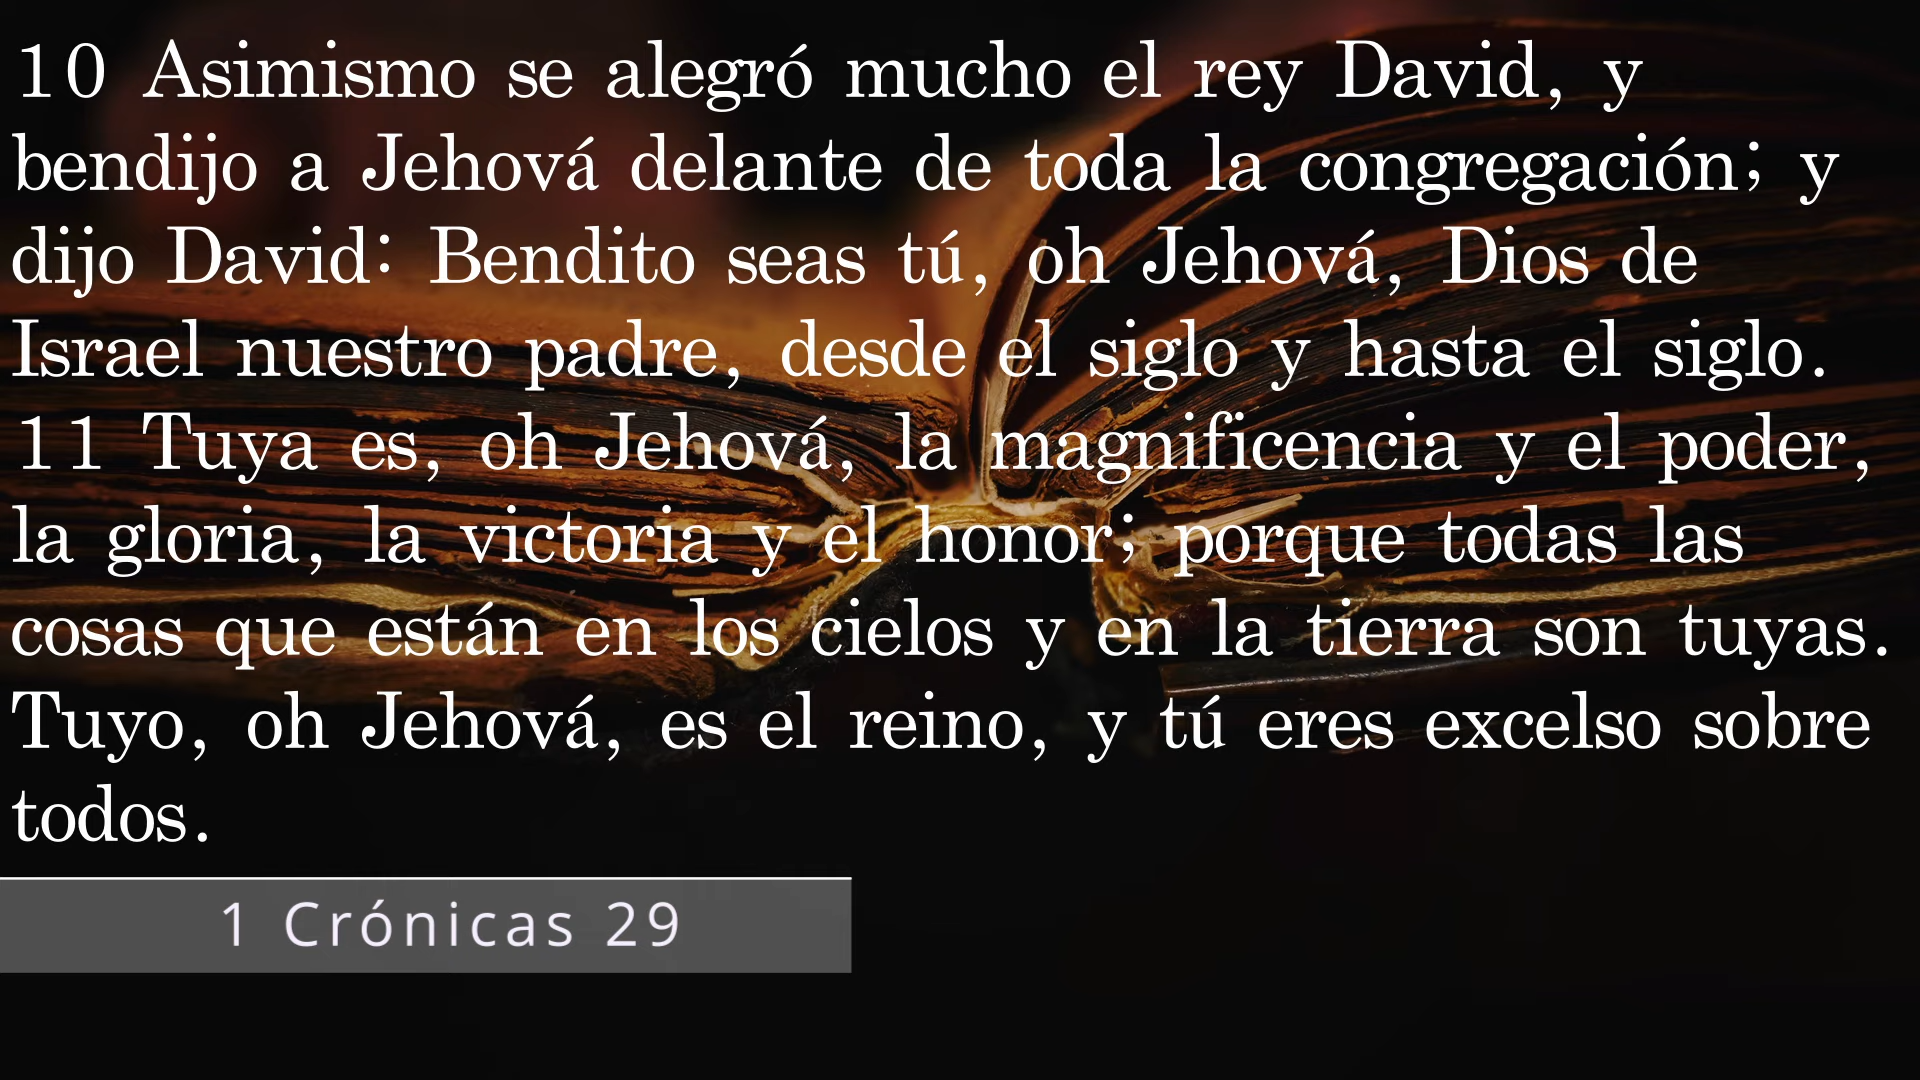 10 Asimismo se alegró mucho el rey David, y
bendijo a Jehová delante de toda la congregación; y
dijo David: Bendito seas tú, oh Jehová, Dios de
Israel nuestro padre, desde el siglo y hasta el siglo.
11 Tuya es, oh Jehová, la magnificencia y el poder,
la gloria, la victoria y el honor; porque todas las
cosas que están en los cielos y en la tierra son tuyas.
Tuyo, oh Jehová, es el reino, y tú eres excelso sobre
todos.
1 Crónicas 29